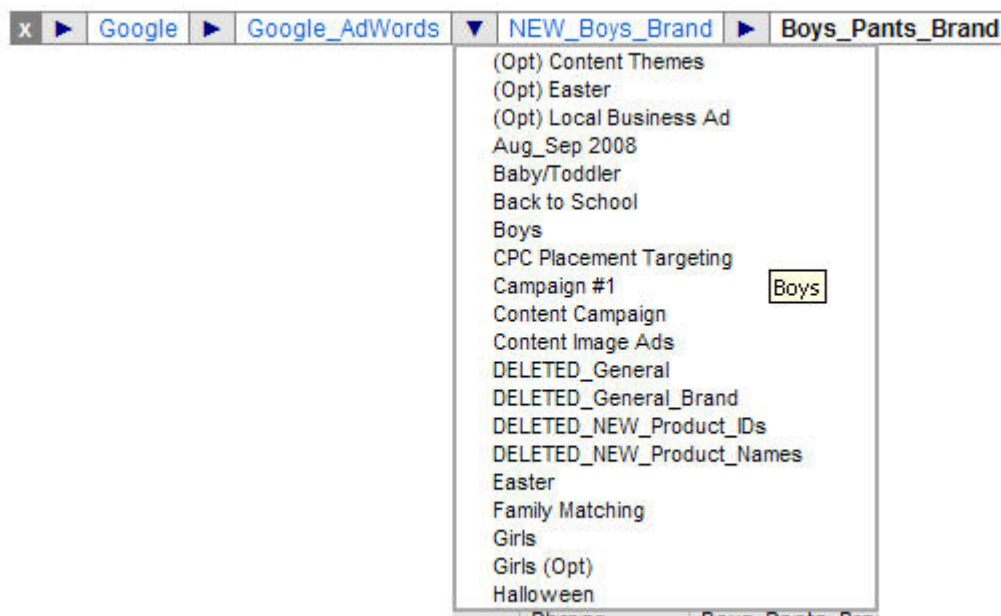 x ► Google ► Google_AdWords ▼ NEW_Boys_Brand ► Boys_Pants_Brand
(Opt) Content Themes
(Opt) Easter
(Opt) Local Business Ad
Aug_Sep 2008
Baby/Toddler
Back to School
Boys
CPC Placement Targeting
Campaign #1
Boys
Content Campaign
Content Image Ads
DELETED_General
DELETED_General_Brand
DELETED_NEW_Product_IDs
DELETED_NEW_Product_Names
Easter
Family Matching
Girls
Girls (Opt)
Halloween